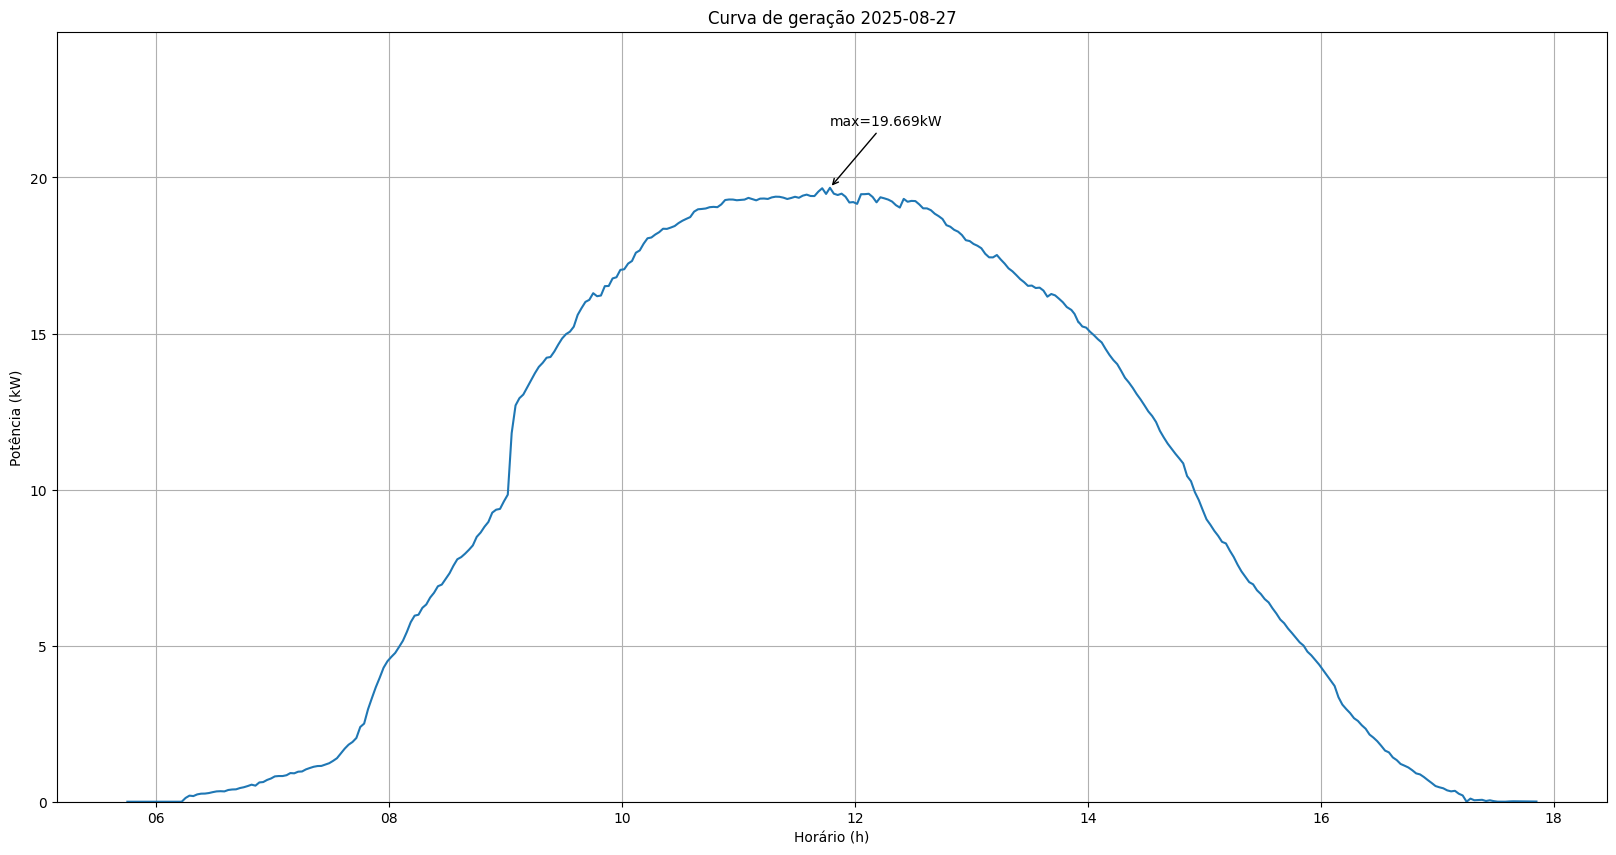 Curva de geração 2025-08-27
max=19.669kW
Potência (kW)
20
15
10
5
0
06 08 10 12 14 16 18
Horário (h)